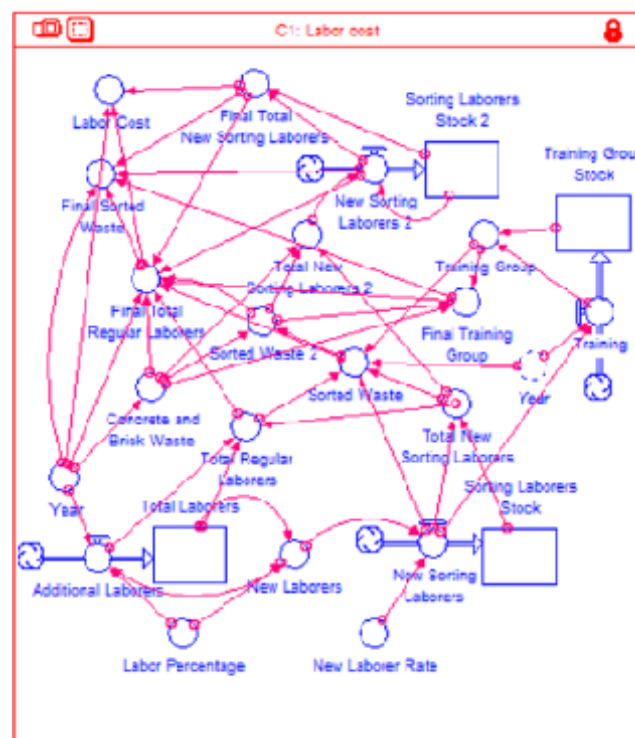 C1: Labor cost
Labor Cost
Final Total
New Sorting Laborers
Sorting Laborers
Stock 2
Training Grou
Stock
Final Sorted
Waste
New Sorting
Laborers 2
Total New
Sorting Laborers 2
Training Group
Final Total
Regular Laborers
Sorted Waste 2
Final Training
Group
Training
Concrete and
Brisk Waste
Sorted Waste
Year
Total New
Sorting Laborers
Total Regular
Laborers
Sorting Laborers
Stock
Year
Total Laborers
Additional Laborers
New Laborers
New Sorting
Laborers
Labor Percentage
New Laborer Rate